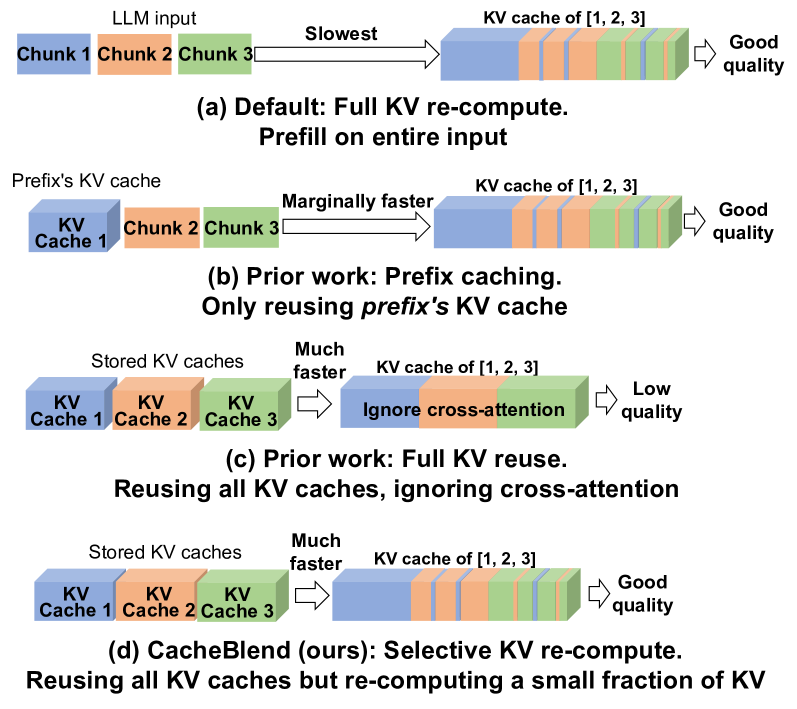 LLM input
Chunk 1 Chunk 2 Chunk 3
Slowest
KV cache of [1, 2, 3]
Good
quality
(a) Default: Full KV re-compute.
Prefill on entire input
Prefix's KV cache
KV
Cache 1
Chunk 2 Chunk 3
Marginally faster
KV cache of [1, 2, 3]
Good
quality
(b) Prior work: Prefix caching.
Only reusing prefix's KV cache
Stored KV caches
KV
Cache 1
KV
Cache 2
KV
Cache 3
Much
faster
KV cache of [1, 2, 3]
Ignore cross-attention
Low
quality
(c) Prior work: Full KV reuse.
Reusing all KV caches, ignoring cross-attention
Stored KV caches
KV
Cache 1
KV
Cache 2
KV
Cache 3
Much
faster
KV cache of [1, 2, 3]
Good
quality
(d) CacheBlend (ours): Selective KV re-compute.
Reusing all KV caches but re-computing a small fraction of KV